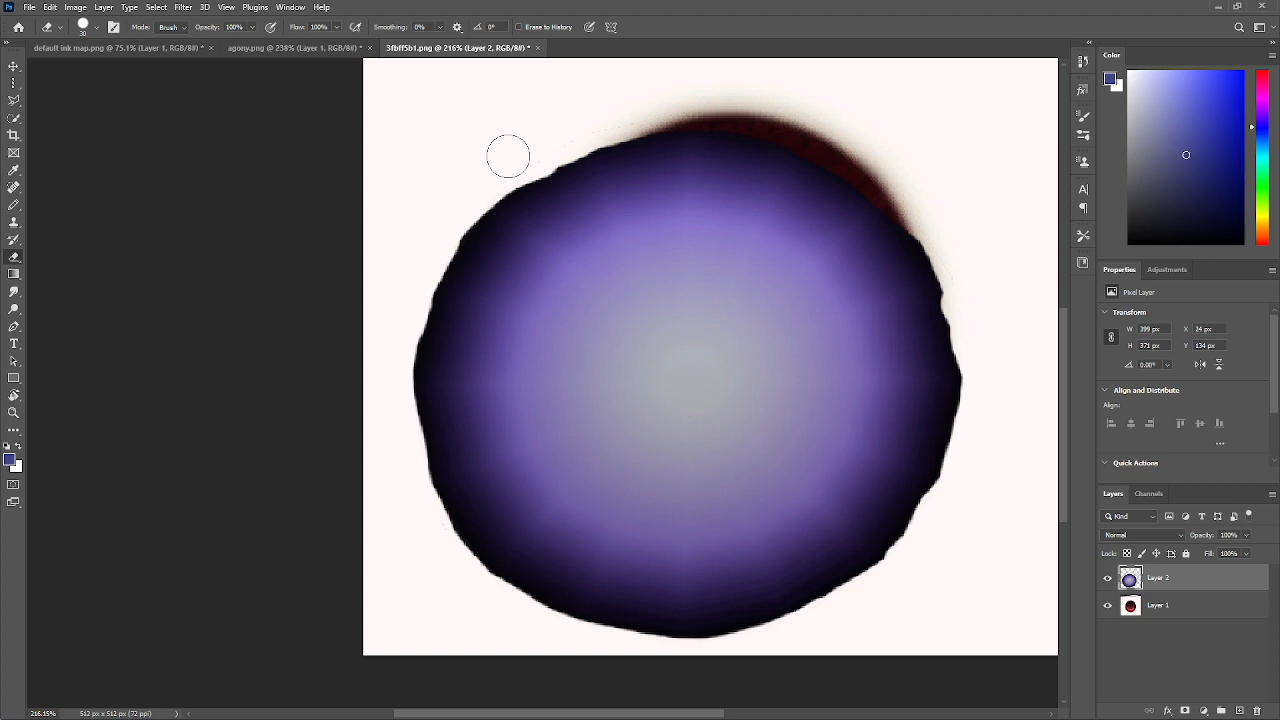 Ps File Edit Image Layer Type Select Filter 3D View Plugins Window Help
30 Mode: Brush Opacity: 100% Flow: 100% Smoothing: 0% 0° Erase to History
default ink map.png @ 75.1% (Layer 1, RGB/8#) * × agony.png @ 238% (Layer 1, RGB/8#) * × 3fbff5b1.png @ 216% (Layer 2, RGB/8#) * ×
Color
Properties Adjustments
Pixel Layer
Transform
W 399 px X 24 px
H 371 px Y 134 px
0.00°
Align and Distribute
Align:
Quick Actions
Layers Channels
Kind
Normal Opacity: 100%
Lock: Fill: 100%
Layer 2
Layer 1
216.15% 512 px x 512 px (72 ppi)